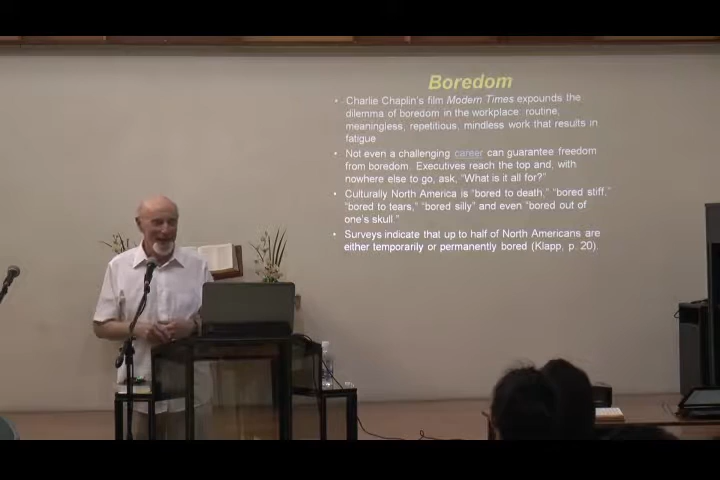 Boredom
• Charlie Chaplin's film Modern Times expounds the
dilemma of boredom in the workplace routine,
meaningless, repetitious, mindless work that results in
fatigue
• Not even a challenging career can guarantee freedom
from boredom. Executives reach the top and, with
nowhere else to go, ask, "What is it all for?"
• Culturally North America is "bored to death," "bored stiff,"
"bored to tears," "bored silly" and even "bored out of
one's skull."
• Surveys indicate that up to half of North Americans are
either temporarily or permanently bored (Klapp, p. 20).